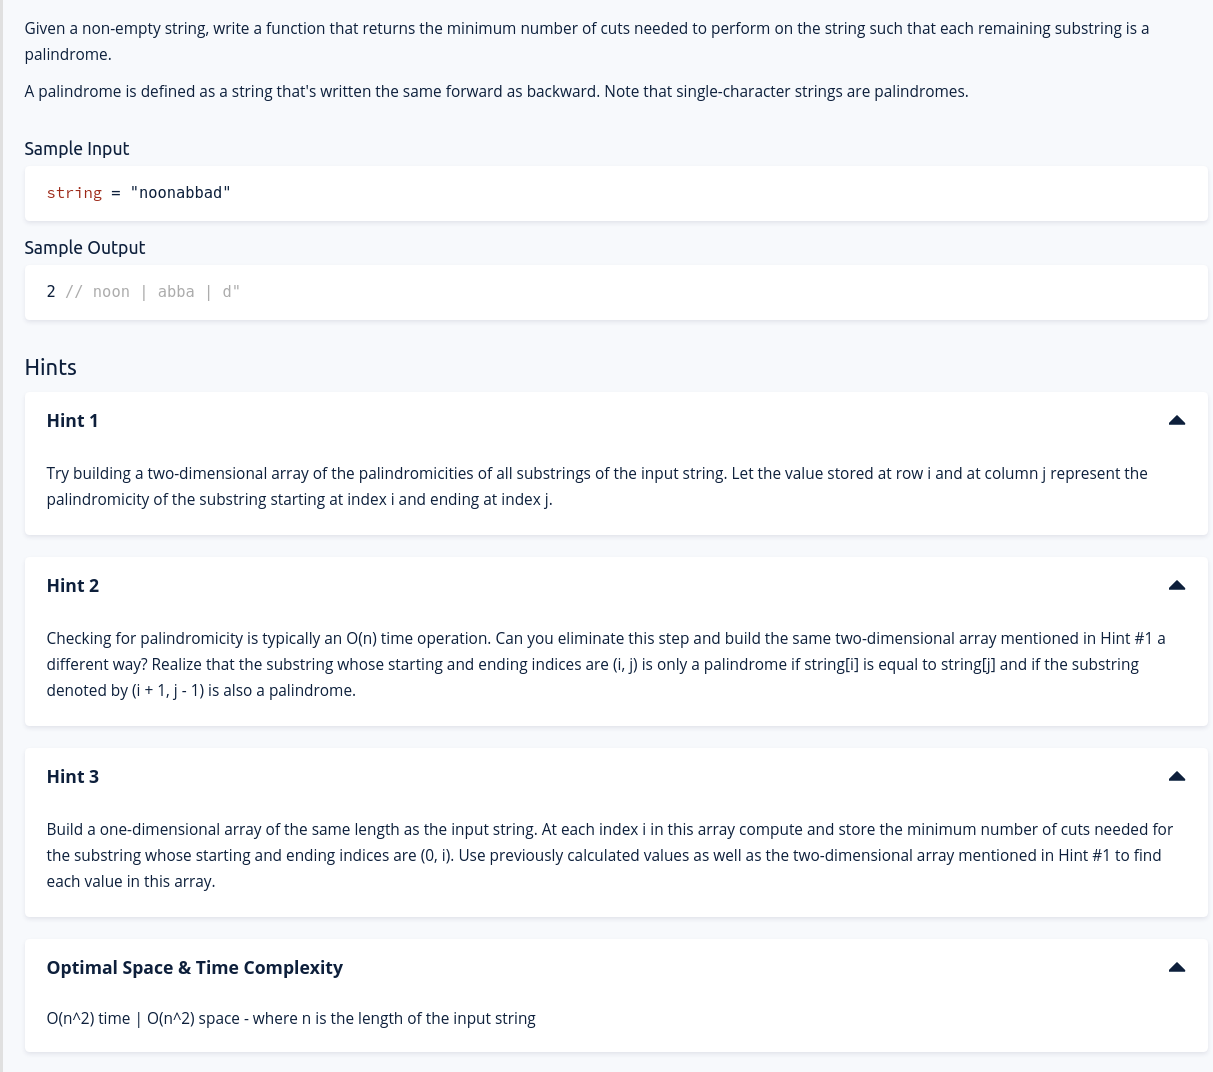 Given a non-empty string, write a function that returns the minimum number of cuts needed to perform on the string such that each remaining substring is a
palindrome.
A palindrome is defined as a string that's written the same forward as backward. Note that single-character strings are palindromes.
Sample Input
string = "noonabbad"
Sample Output
2 // noon | abba | d"
Hints
Hint 1
Try building a two-dimensional array of the palindromicities of all substrings of the input string. Let the value stored at row i and at column j represent the
palindromicity of the substring starting at index i and ending at index j.
Hint 2
Checking for palindromicity is typically an O(n) time operation. Can you eliminate this step and build the same two-dimensional array mentioned in Hint #1 a
different way? Realize that the substring whose starting and ending indices are (i, j) is only a palindrome if string[i] is equal to string[j] and if the substring
denoted by (i + 1, j - 1) is also a palindrome.
Hint 3
Build a one-dimensional array of the same length as the input string. At each index i in this array compute and store the minimum number of cuts needed for
the substring whose starting and ending indices are (0, i). Use previously calculated values as well as the two-dimensional array mentioned in Hint #1 to find
each value in this array.
Optimal Space & Time Complexity
O(n^2) time | O(n^2) space - where n is the length of the input string